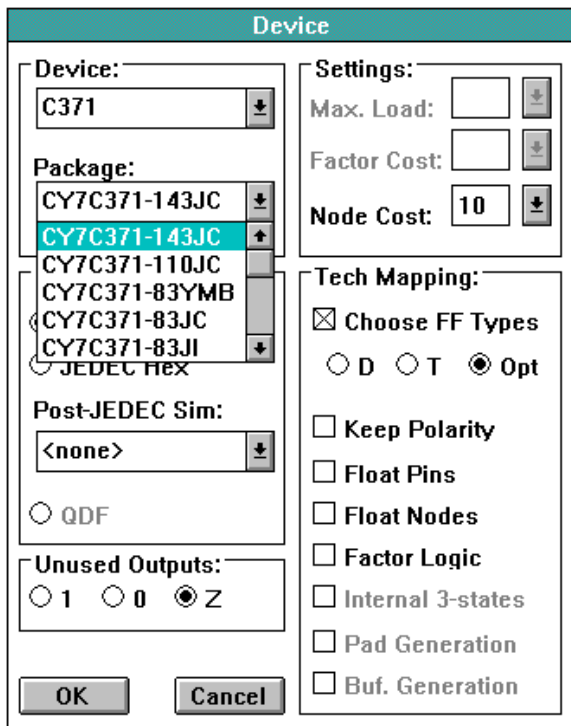 Device
Device:
C371
Package:
CY7C371-143JC
CY7C371-143JC
CY7C371-110JC
CY7C371-83YMB
CY7C371-83JC
CY7C371-83JI
JEDEC Hex
Post-JEDEC Sim:
<none>
QDF
Unused Outputs:
1 0 Z
OK Cancel
Settings:
Max. Load:
Factor Cost:
Node Cost: 10
Tech Mapping:
Choose FF Types
D T Opt
Keep Polarity
Float Pins
Float Nodes
Factor Logic
Internal 3-states
Pad Generation
Buf. Generation